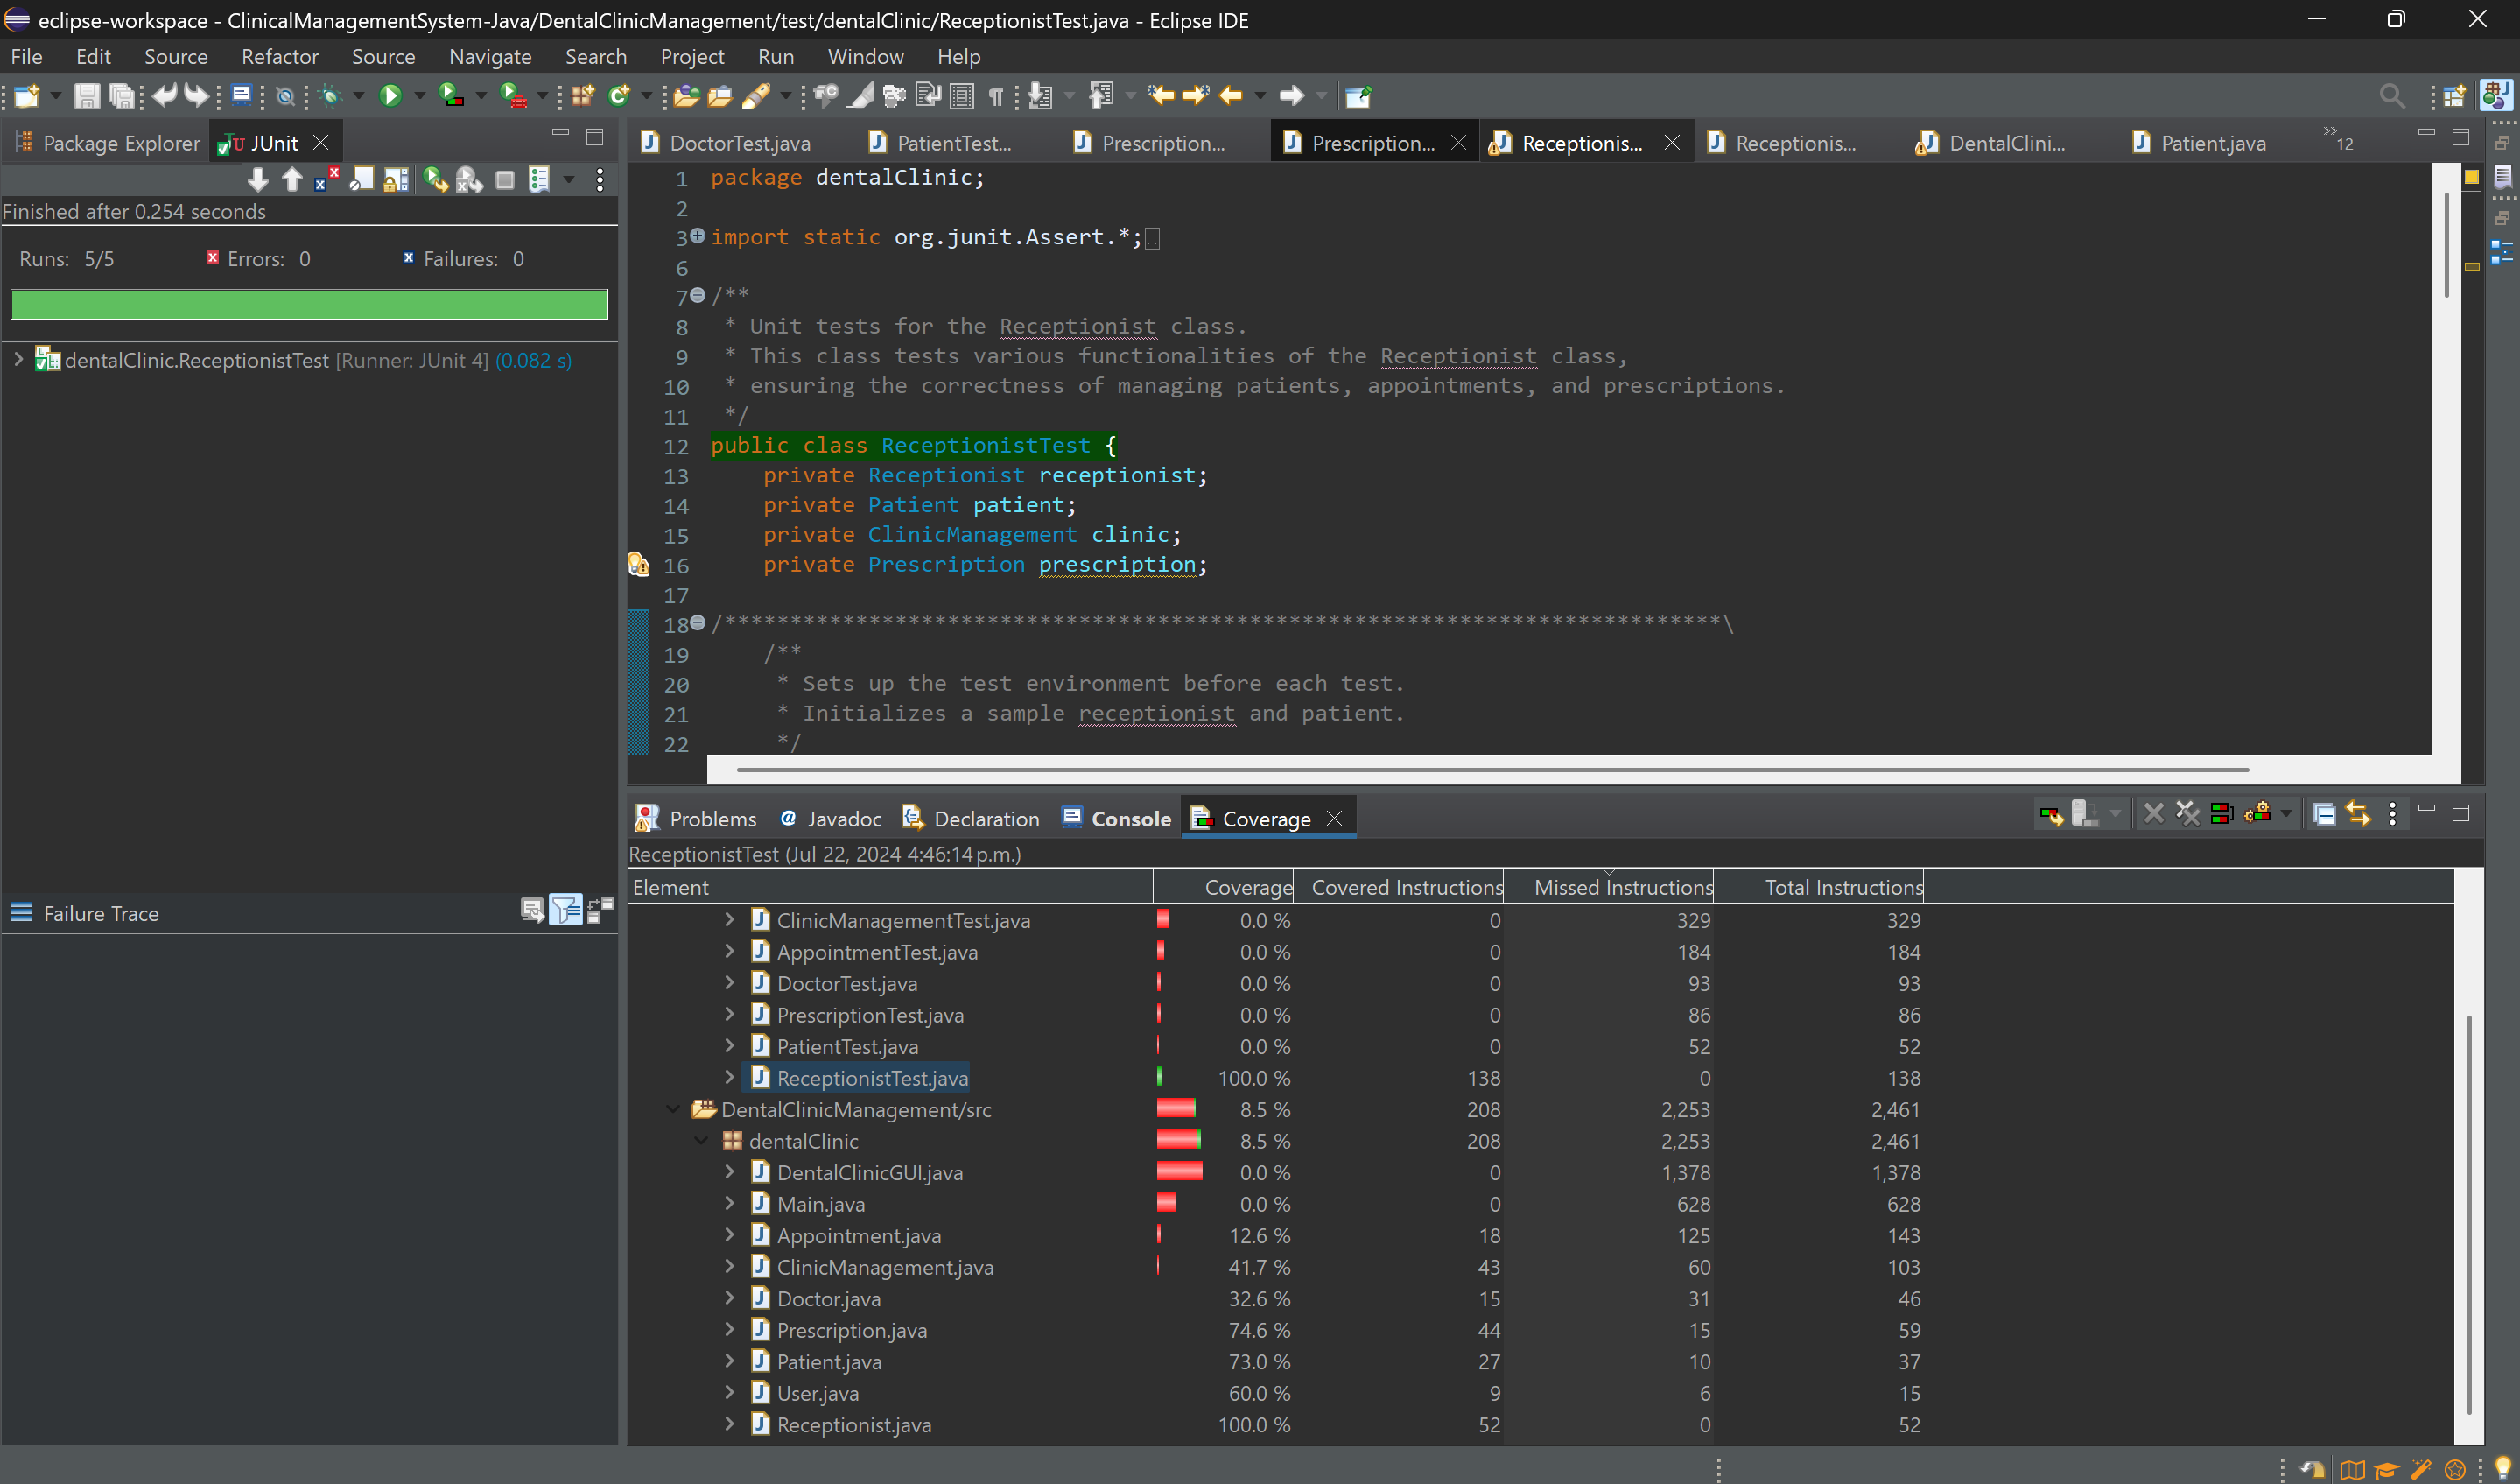 eclipse-workspace - ClinicalManagementSystem-Java/DentalClinicManagement/test/dentalClinic/ReceptionistTest.java - Eclipse IDE
File Edit Source Refactor Source Navigate Search Project Run Window Help
Package Explorer JUnit
Finished after 0.254 seconds
Runs: 5/5 Errors: 0 Failures: 0
dentalClinic.ReceptionistTest [Runner: JUnit 4] (0.082 s)
Failure Trace
DoctorTest.java PatientTest... Prescription... Prescription... Receptionis... Receptionis... DentalClini... Patient.java »12
1 package dentalClinic;
2
3 import static org.junit.Assert.*;
6
7 /**
8 * Unit tests for the Receptionist class.
9 * This class tests various functionalities of the Receptionist class,
10 * ensuring the correctness of managing patients, appointments, and prescriptions.
11 */
12 public class ReceptionistTest {
13 private Receptionist receptionist;
14 private Patient patient;
15 private ClinicManagement clinic;
16 private Prescription prescription;
17
18 /****************************************************************************\
19 /**
20 * Sets up the test environment before each test.
21 * Initializes a sample receptionist and patient.
22 */
Problems Javadoc Declaration Console Coverage
ReceptionistTest (Jul 22, 2024 4:46:14 p.m.)
Element Coverage Covered Instructions Missed Instructions Total Instructions
ClinicManagementTest.java 0.0 % 0 329 329
AppointmentTest.java 0.0 % 0 184 184
DoctorTest.java 0.0 % 0 93 93
PrescriptionTest.java 0.0 % 0 86 86
PatientTest.java 0.0 % 0 52 52
ReceptionistTest.java 100.0 % 138 0 138
DentalClinicManagement/src 8.5 % 208 2,253 2,461
dentalClinic 8.5 % 208 2,253 2,461
DentalClinicGUI.java 0.0 % 0 1,378 1,378
Main.java 0.0 % 0 628 628
Appointment.java 12.6 % 18 125 143
ClinicManagement.java 41.7 % 43 60 103
Doctor.java 32.6 % 15 31 46
Prescription.java 74.6 % 44 15 59
Patient.java 73.0 % 27 10 37
User.java 60.0 % 9 6 15
Receptionist.java 100.0 % 52 0 52